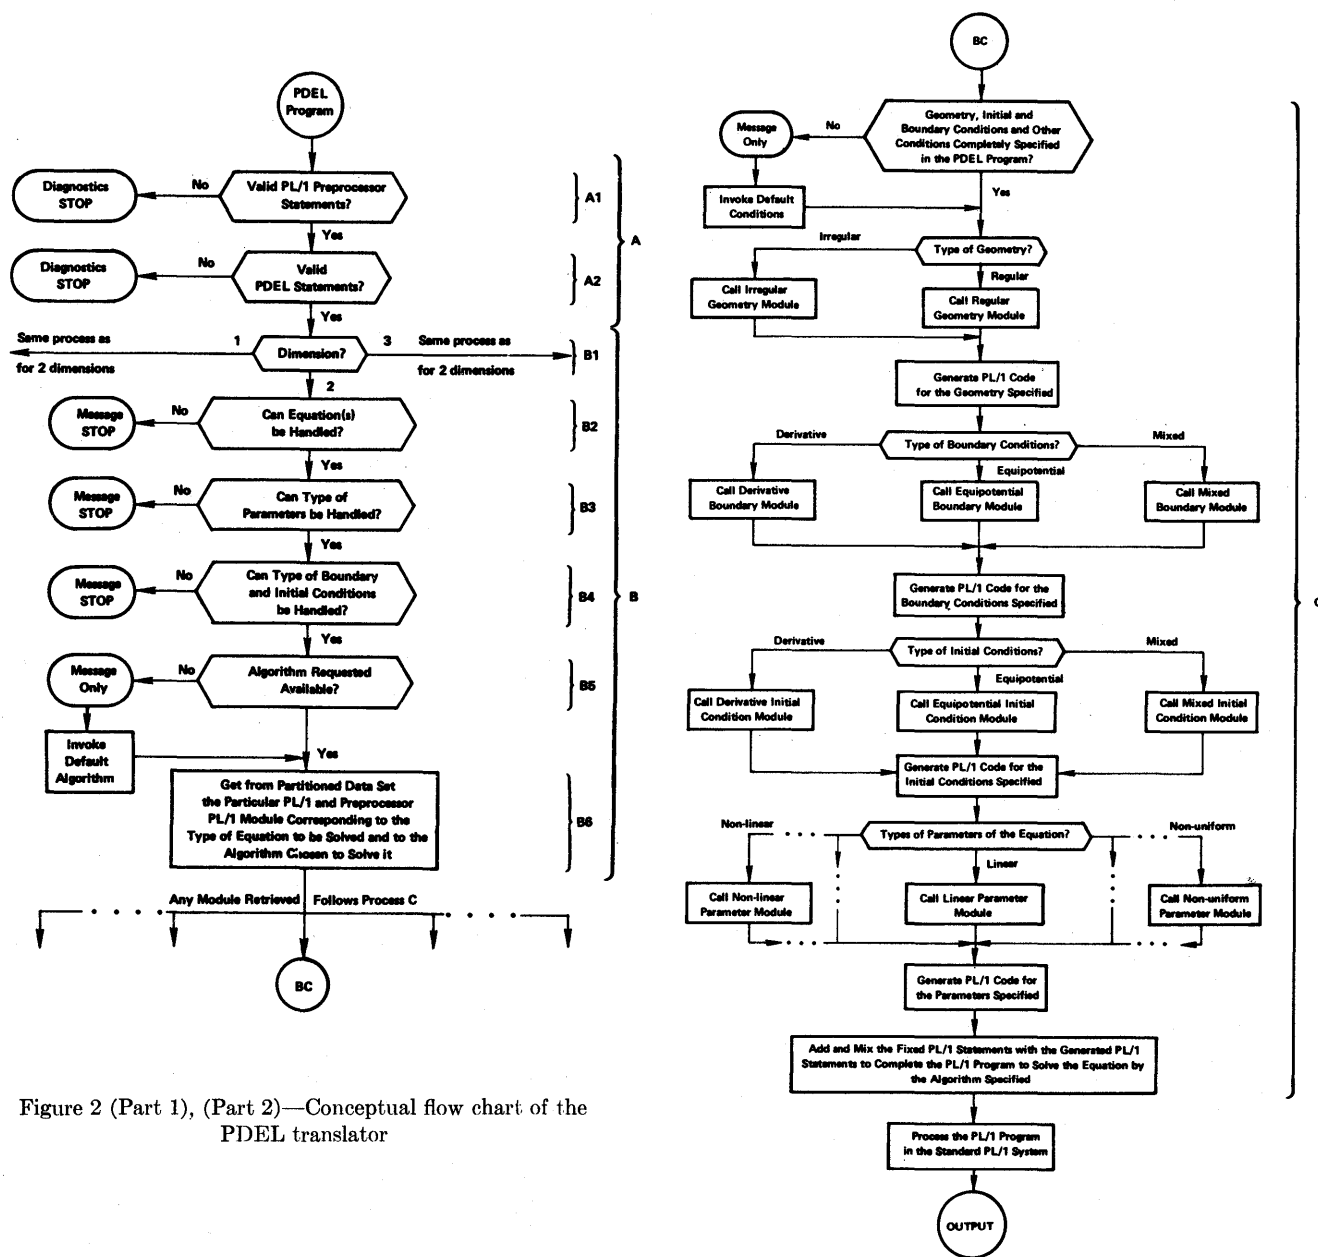 PDEL
Program
Diagnostics
STOP
No
Valid PL/1 Preprocessor
Statements?
A1
Yes
A
Diagnostics
STOP
No
Valid
PDEL Statements?
A2
Yes
Same process as
for 2 dimensions
1
Dimension?
3
Same process as
for 2 dimensions
B1
2
Message
STOP
No
Can Equation(s)
be Handled?
B2
Yes
Message
STOP
No
Can Type of
Parameters be Handled?
B3
Yes
Message
STOP
No
Can Type of Boundary
and Initial Conditions
be Handled?
B4
B
Yes
Message
Only
No
Algorithm Requested
Available?
B5
Invoke
Default
Algorithm
Yes
Get from Partitioned Data Set
the Particular PL/1 and Preprocessor
PL/1 Module Corresponding to the
Type of Equation to be Solved and to the
Algorithm Chosen to Solve it
B6
Any Module Retrieved
Follows Process C
BC
Figure 2 (Part 1), (Part 2)—Conceptual flow chart of the
PDEL translator
BC
Message
Only
No
Geometry, Initial and
Boundary Conditions and Other
Conditions Completely Specified
in the PDEL Program?
Yes
Invoke Default
Conditions
Irregular
Type of Geometry?
Regular
Call Irregular
Geometry Module
Call Regular
Geometry Module
Generate PL/1 Code
for the Geometry Specified
Derivative
Type of Boundary Conditions?
Mixed
Equipotential
Call Derivative
Boundary Module
Call Equipotential
Boundary Module
Call Mixed
Boundary Module
Generate PL/1 Code for the
Boundary Conditions Specified
Derivative
Type of Initial Conditions?
Mixed
Equipotential
Call Derivative Initial
Condition Module
Call Equipotential Initial
Condition Module
Call Mixed Initial
Condition Module
Generate PL/1 Code for the
Initial Conditions Specified
Non-linear
Types of Parameters of the Equation?
Non-uniform
Linear
Call Non-linear
Parameter Module
Call Linear Parameter
Module
Call Non-uniform
Parameter Module
Generate PL/1 Code for
the Parameters Specified
Add and Mix the Fixed PL/1 Statements with the Generated PL/1
Statements to Complete the PL/1 Program to Solve the Equation by
the Algorithm Specified
Process the PL/1 Program
in the Standard PL/1 System
OUTPUT